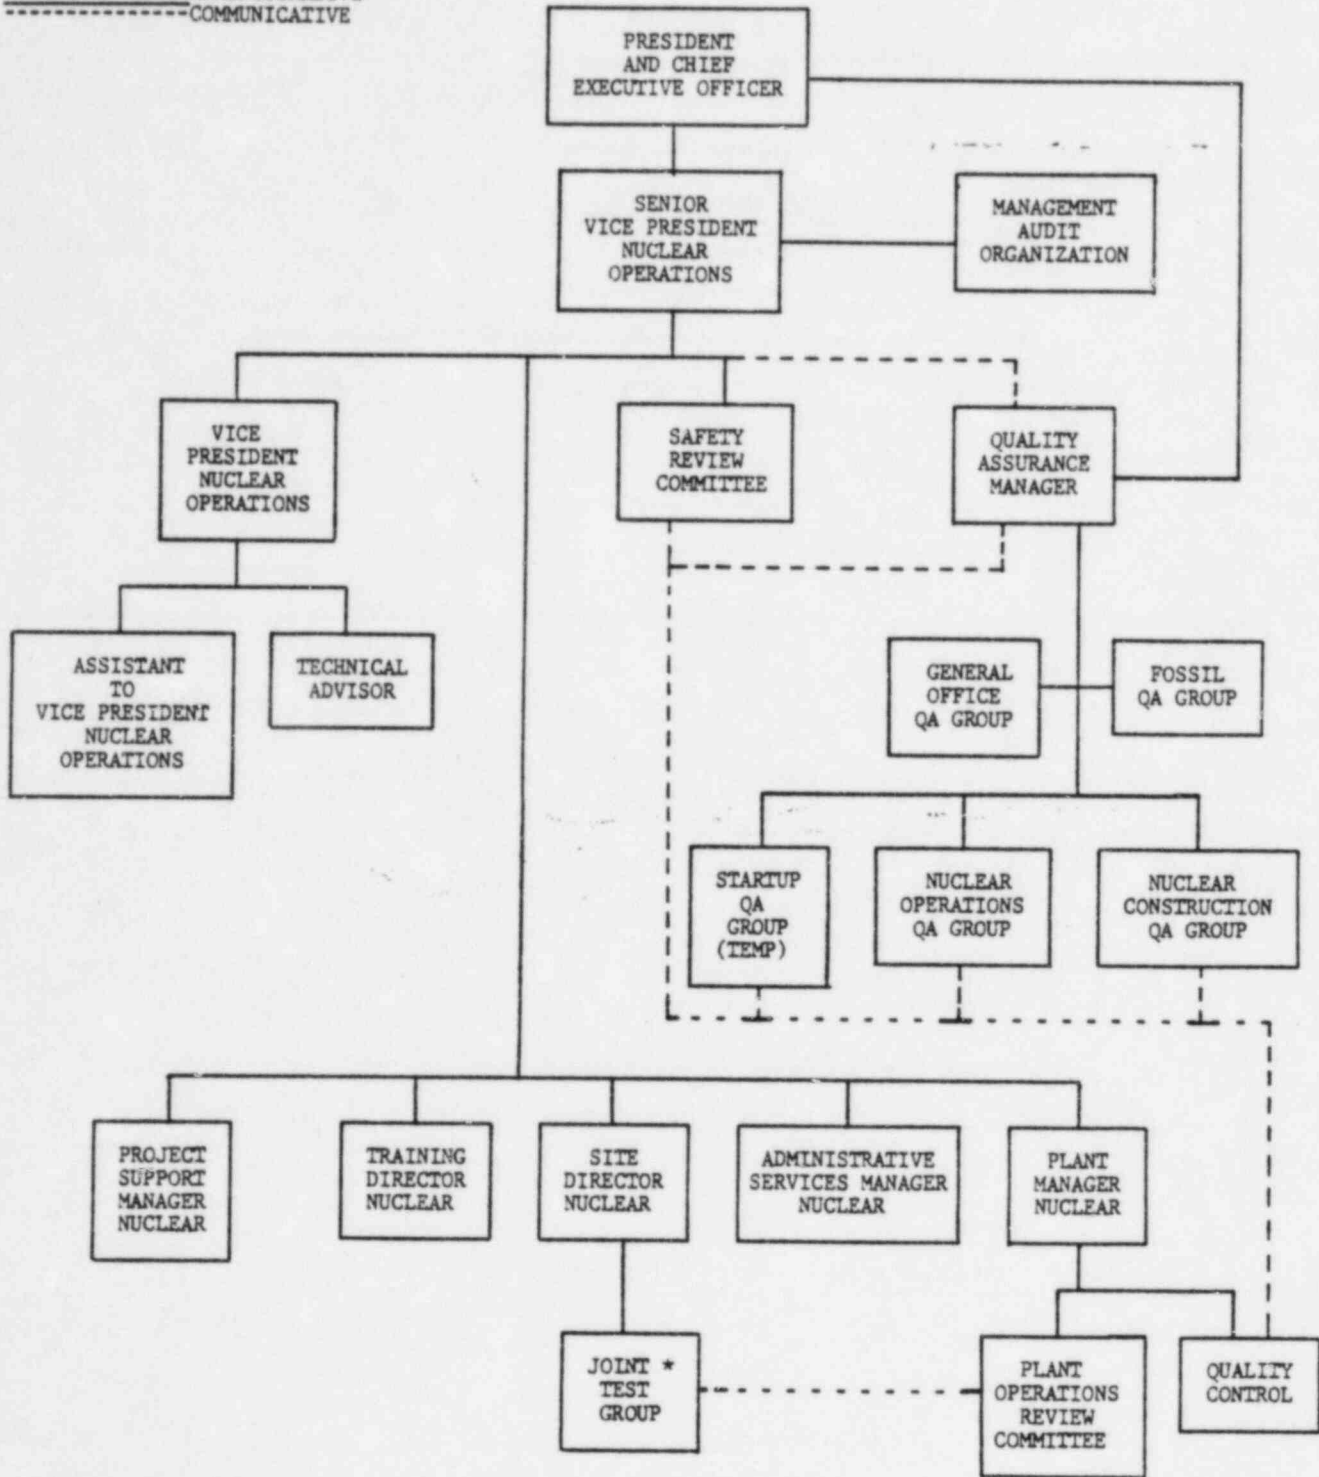 COMMUNICATIVE
PRESIDENT
AND CHIEF
EXECUTIVE OFFICER
SENIOR
VICE PRESIDENT
NUCLEAR
OPERATIONS
MANAGEMENT
AUDIT
ORGANIZATION
VICE
PRESIDENT
NUCLEAR
OPERATIONS
SAFETY
REVIEW
COMMITTEE
QUALITY
ASSURANCE
MANAGER
ASSISTANT
TO
VICE PRESIDENT
NUCLEAR
OPERATIONS
TECHNICAL
ADVISOR
GENERAL
OFFICE
QA GROUP
FOSSIL
QA GROUP
STARTUP
QA
GROUP
(TEMP)
NUCLEAR
OPERATIONS
QA GROUP
NUCLEAR
CONSTRUCTION
QA GROUP
PROJECT
SUPPORT
MANAGER
NUCLEAR
TRAINING
DIRECTOR
NUCLEAR
SITE
DIRECTOR
NUCLEAR
ADMINISTRATIVE
SERVICES MANAGER
NUCLEAR
PLANT
MANAGER
NUCLEAR
JOINT *
TEST
GROUP
PLANT
OPERATIONS
REVIEW
COMMITTEE
QUALITY
CONTROL